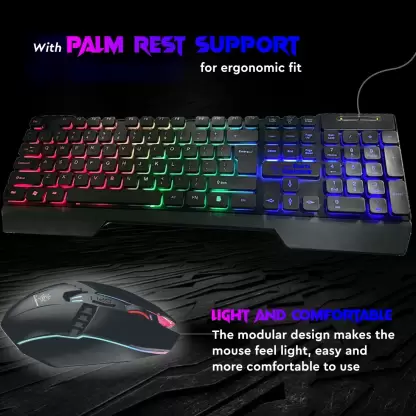 With PALM REST SUPPORT
for ergonomic fit
LIGHT AND COMFORTABLE
The modular design makes the
mouse feel light, easy and
more comfortable to use